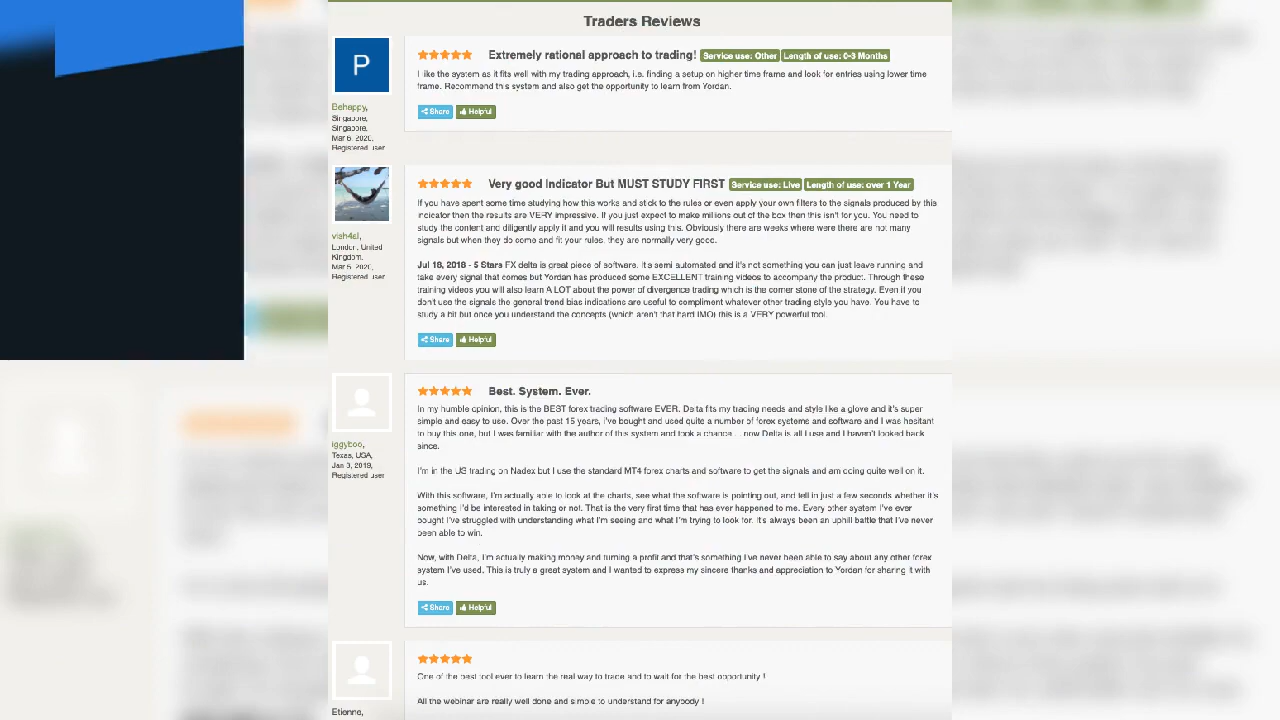 Traders Reviews
P
Behappy,
Singapore,
Singapore,
Mar 6, 2020,
Registered user
Extremely rational approach to trading! Service use: Other Length of use: 0-3 Months
I like the system as it fits well with my trading approach, i.e. finding a setup on higher time frame and look for entries using lower time
frame. Recommend this system and also get the opportunity to learn from Yordan.
Share Helpful
vish4al,
London, United
Kingdom,
Mar 5, 2020,
Registered user
Very good Indicator But MUST STUDY FIRST Service use: Live Length of use: over 1 Year
If you have spent some time studying how this works and stick to the rules or even apply your own filters to the signals produced by this
indicator then the results are VERY impressive. If you just expect to make millions out of the box then this isn't for you. You need to
study the content and diligently apply it and you will results using this. Obviously there are weeks where were there are not many
signals but when they do come and fit your rules, they are normally very good.
Jul 18, 2018 - 5 Stars FX delta is great piece of software. It's semi automated and it's not something you can just leave running and
take every signal that comes but Yordan has produced some EXCELLENT training videos to accompany the product. Through these
training videos you will also learn A LOT about the power of divergence trading which is the corner stone of the strategy. Even if you
don't use the signals the general trend bias indications are useful to compliment whatever other trading style you have. You have to
study a bit but once you understand the concepts (which aren't that hard IMO) this is a VERY powerful tool.
Share Helpful
iggyboo,
Texas, USA,
Jan 3, 2019,
Registered user
Best. System. Ever.
In my humble opinion, this is the BEST forex trading software EVER. Delta fits my trading needs and style like a glove and it's super
simple and easy to use. Over the past 15 years, I've bought and used quite a number of forex systems and software and I was hesitant
to buy this one, but I was familiar with the author of this system and took a chance... now Delta is all I use and I haven't looked back
since.
I'm in the US trading on Nadex but I use the standard MT4 forex charts and software to get the signals and am doing quite well on it.
With this software, I'm actually able to look at the charts, see what the software is pointing out, and tell in just a few seconds whether it's
something I'd be interested in taking or not. That is the very first time that has ever happened to me. Every other system I've ever
bought I've struggled with understanding what I'm seeing and what I'm trying to look for. It's always been an uphill battle that I've never
been able to win.
Now, with Delta, I'm actually making money and turning a profit and that's something I've never been able to say about any other forex
system I've used. This is truly a great system and I wanted to express my sincere thanks and appreciation to Yordan for sharing it with
us.
Share Helpful
Etienne,
One of the best tool ever to learn the real way to trade and to wait for the best opportunity !
All the webinar are really well done and simple to understand for anybody !